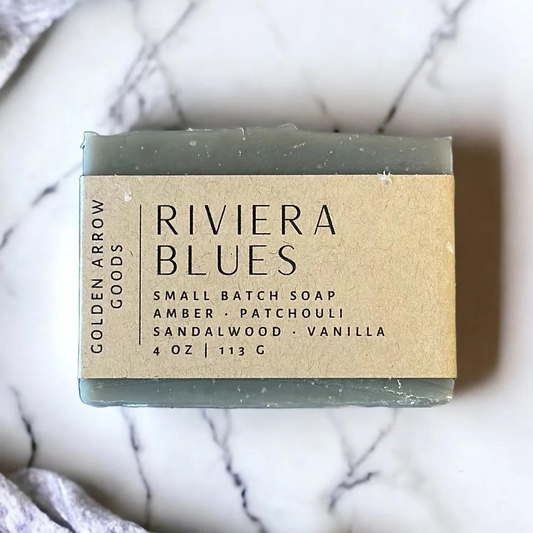 GOLDEN ARROW
GOODS
RIVIERA
BLUES
SMALL BATCH SOAP
AMBER · PATCHOULI
SANDALWOOD · VANILLA
4 OZ | 113 G